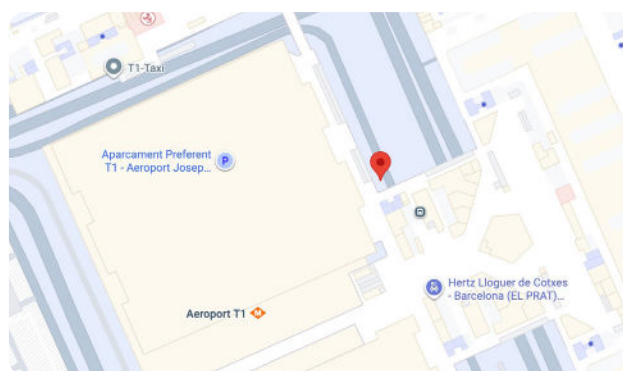 T1-Taxi
Aparcament Preferent
T1 - Aeroport Josep...
P
Aeroport T1
M
Hertz Lloguer de Cotxes
- Barcelona (EL PRAT)...